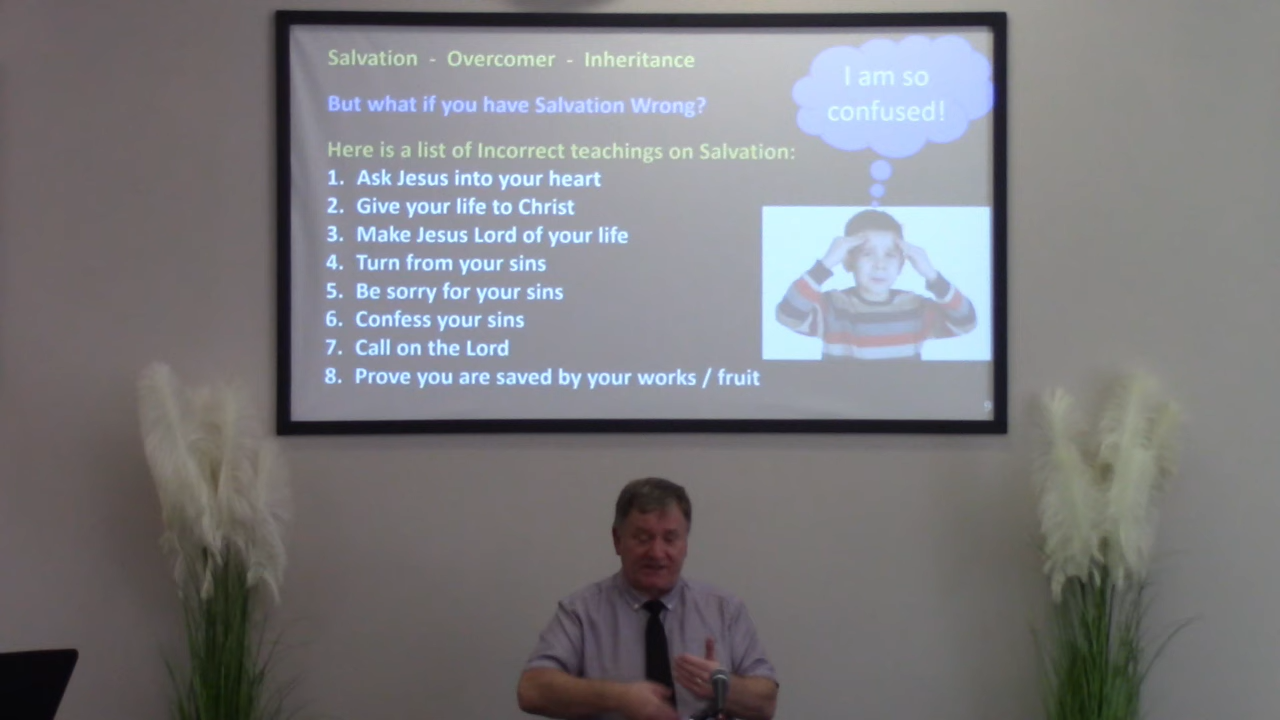 Salvation - Overcomer - Inheritance
But what if you have Salvation Wrong?
Here is a list of Incorrect teachings on Salvation:
1. Ask Jesus into your heart
2. Give your life to Christ
3. Make Jesus Lord of your life
4. Turn from your sins
5. Be sorry for your sins
6. Confess your sins
7. Call on the Lord
8. Prove you are saved by your works / fruit
I am so
confused!